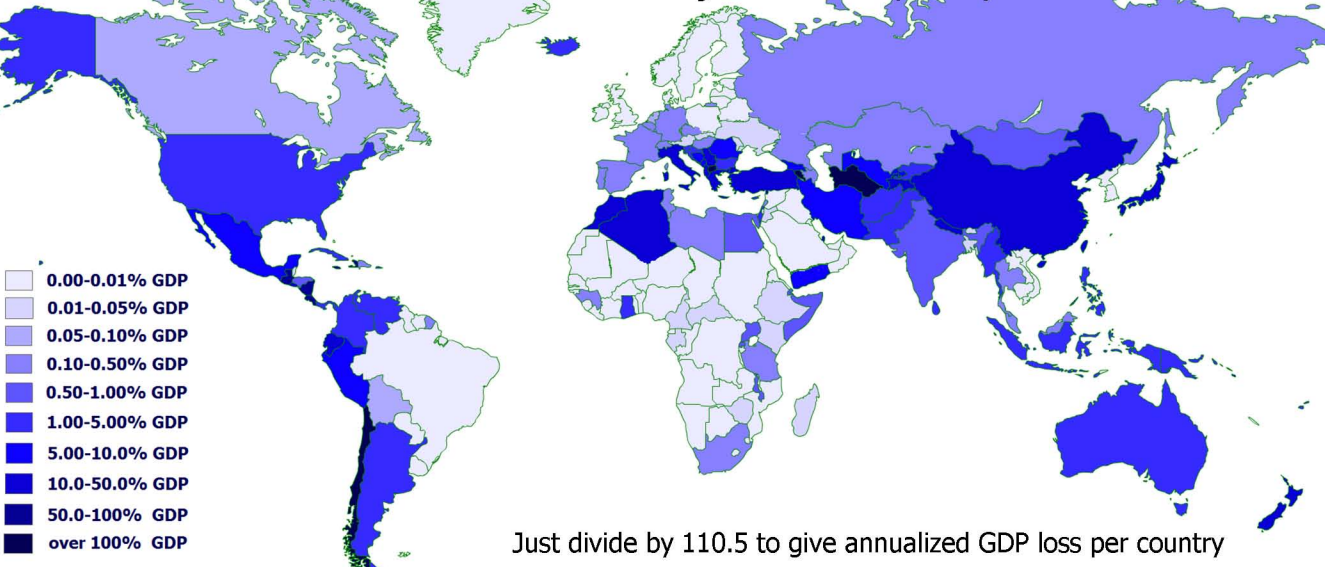 0.00-0.01% GDP
0.01-0.05% GDP
0.05-0.10% GDP
0.10-0.50% GDP
0.50-1.00% GDP
1.00-5.00% GDP
5.00-10.0% GDP
10.0-50.0% GDP
50.0-100% GDP
over 100% GDP
Just divide by 110.5 to give annualized GDP loss per country